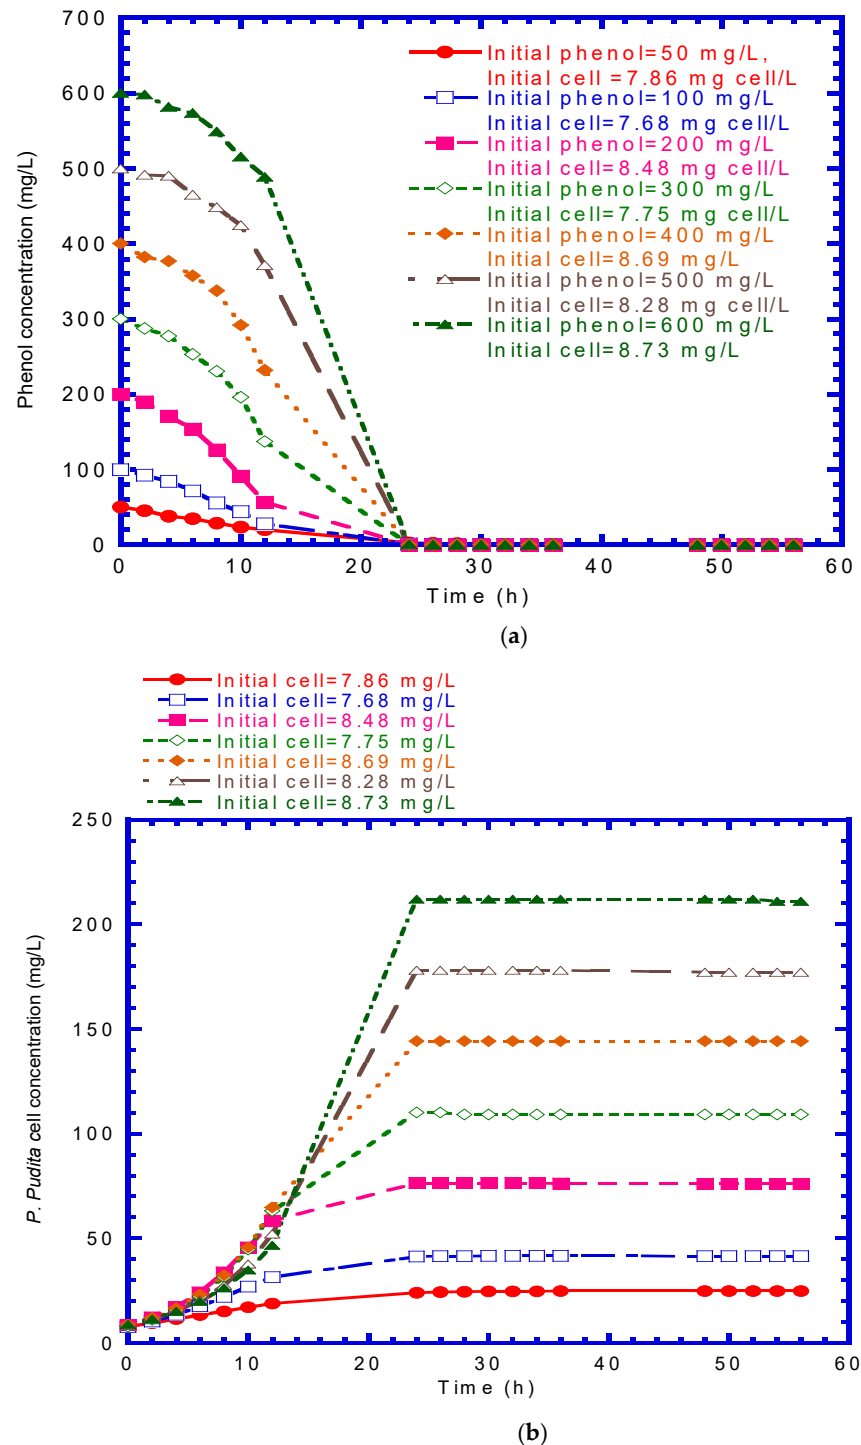 700
600
500
400
300
200
100
0
Phenol concentration (mg/L)
Initial phenol=50 mg/L,
Initial cell =7.86 mg cell/L
Initial phenol=100 mg/L
Initial cell=7.68 mg cell/L
Initial phenol=200 mg/L
Initial cell=8.48 mg cell/L
Initial phenol=300 mg/L
Initial cell=7.75 mg cell/L
Initial phenol=400 mg/L
Initial cell=8.69 mg/L
Initial phenol=500 mg/L
Initial cell=8.28 mg cell/L
Initial phenol=600 mg/L
Initial cell=8.73 mg/L
0 10 20 30 40 50 60
Time (h)
(a)
Initial cell=7.86 mg/L
Initial cell=7.68 mg/L
Initial cell=8.48 mg/L
Initial cell=7.75 mg/L
Initial cell=8.69 mg/L
Initial cell=8.28 mg/L
Initial cell=8.73 mg/L
250
200
150
100
50
0
P. Pudita cell concentration (mg/L)
0 10 20 30 40 50 60
Time (h)
(b)